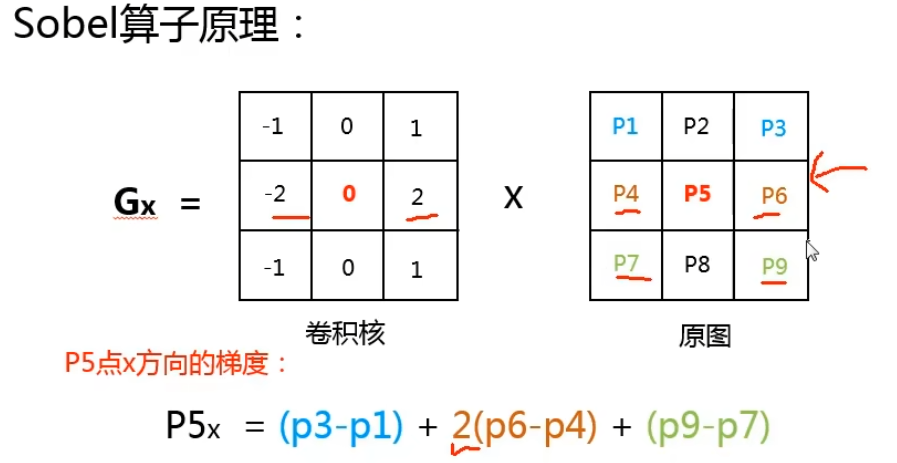 Sobel算子原理：
-1 0 1 P1 P2 P3
Gx = -2 0 2 X P4 P5 P6
-1 0 1 P7 P8 P9
卷积核 原图
P5点x方向的梯度：
P5x = (p3-p1) + 2(p6-p4) + (p9-p7)